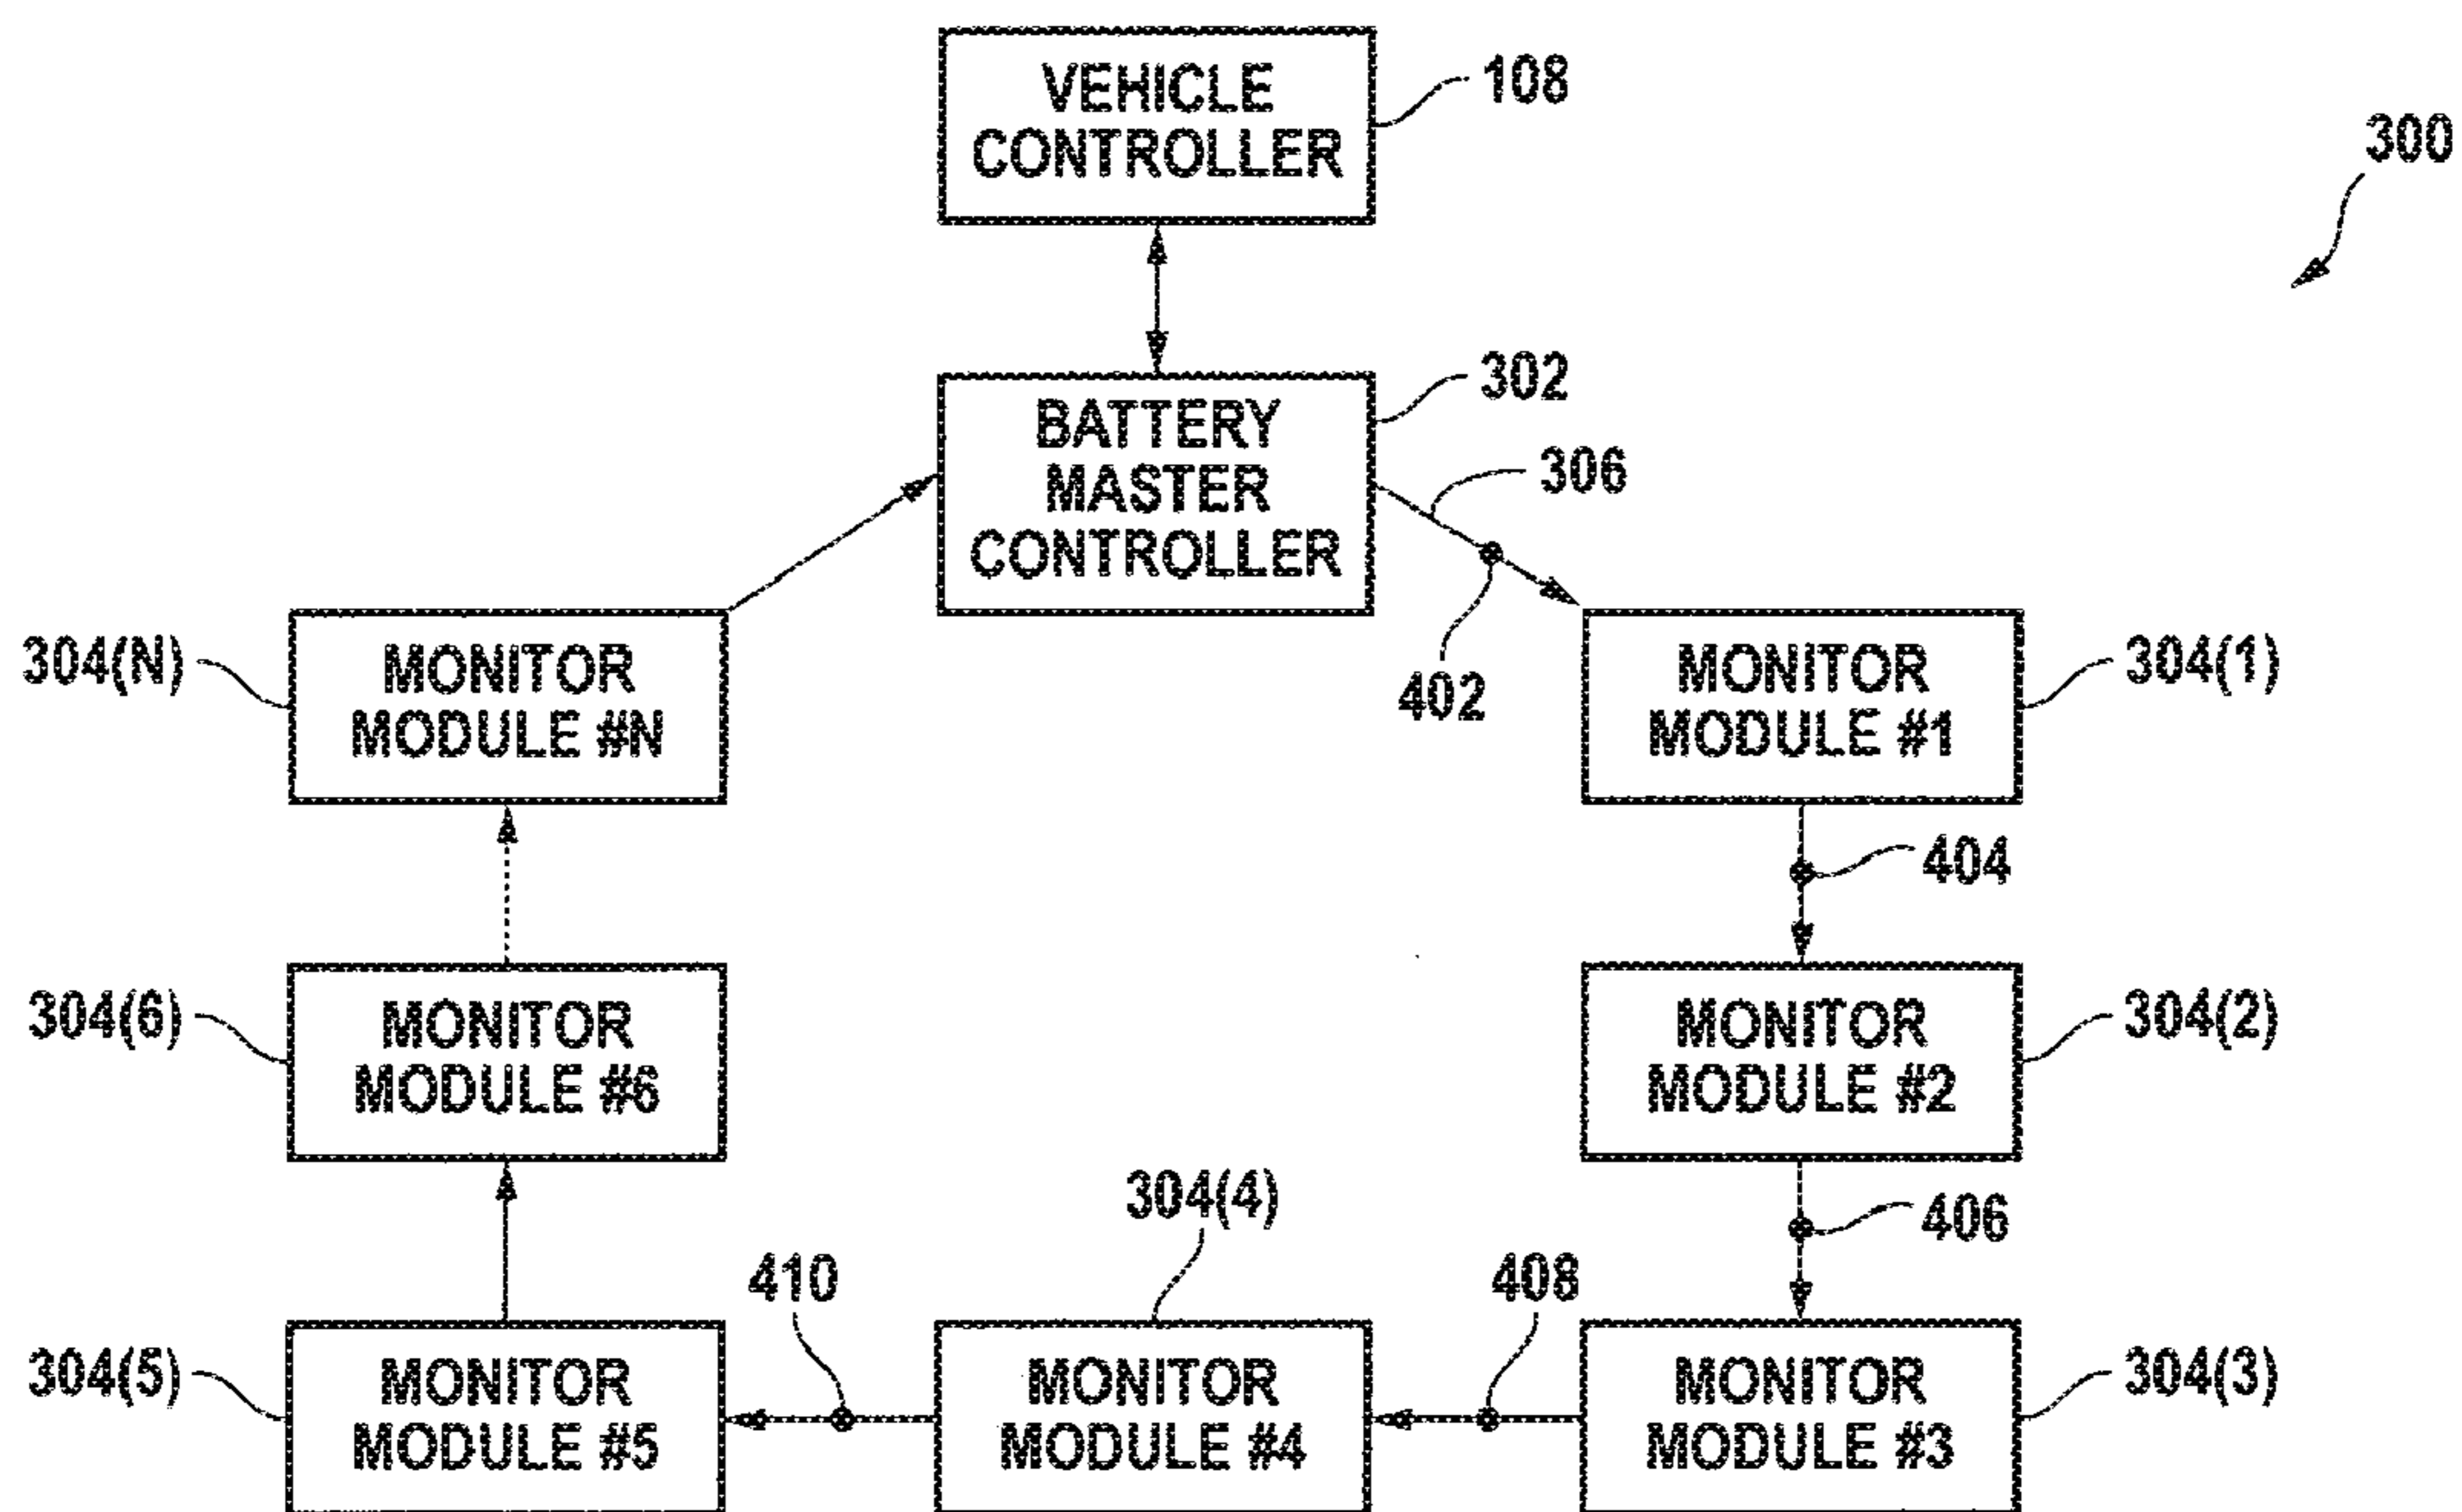 VEHICLE
CONTROLLER
108
300
BATTERY
MASTER
CONTROLLER
302
306
402
304(N)
MONITOR
MODULE #N
MONITOR
MODULE #1
304(1)
404
304(6)
MONITOR
MODULE #6
MONITOR
MODULE #2
304(2)
406
304(4)
410
408
304(5)
MONITOR
MODULE #5
MONITOR
MODULE #4
MONITOR
MODULE #3
304(3)